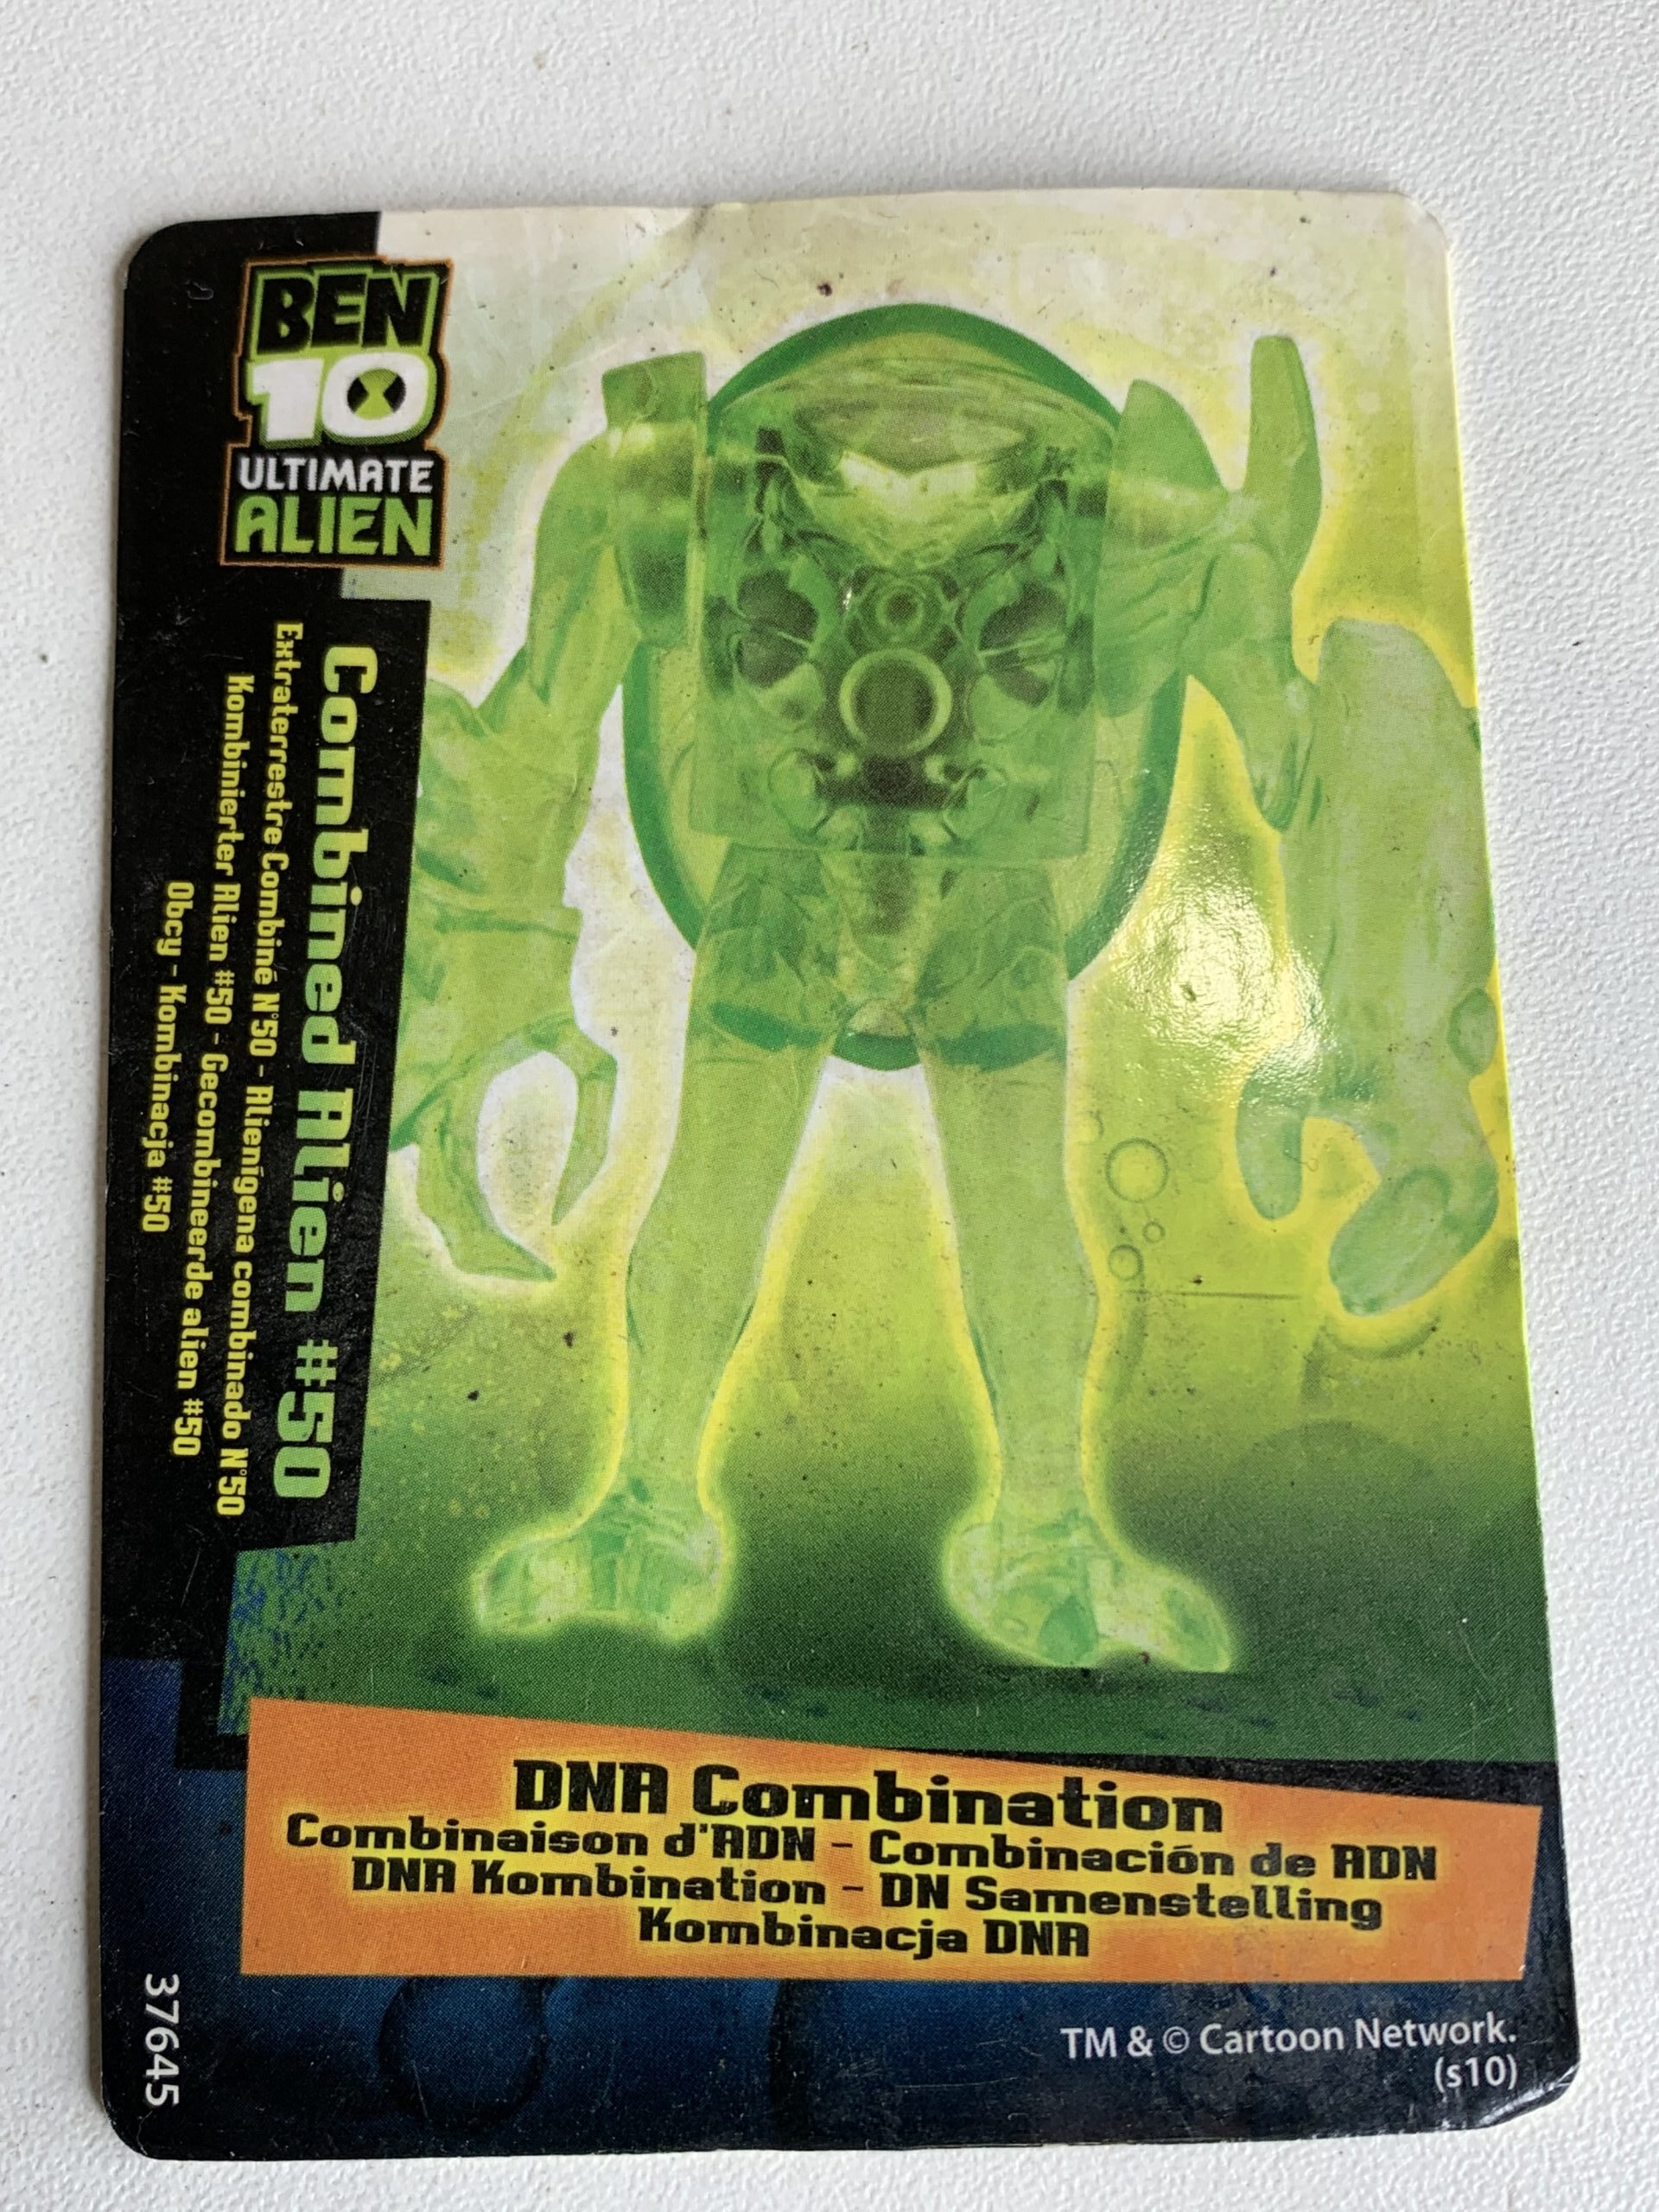 BEN
10
ULTIMATE
ALIEN
Combined Alien #50
Extraterrestre Combiné N°50 - Alienígena combinado N°50
Kombinierter Alien #50 - Gecombineerde alien #50
Obcy - Kombinacja #50
DNA Combination
Combinaison d'ADN - Combinación de ADN
DNA Kombination - DN Samenstelling
Kombinacja DNA
37645
TM & © Cartoon Network.
(s10)